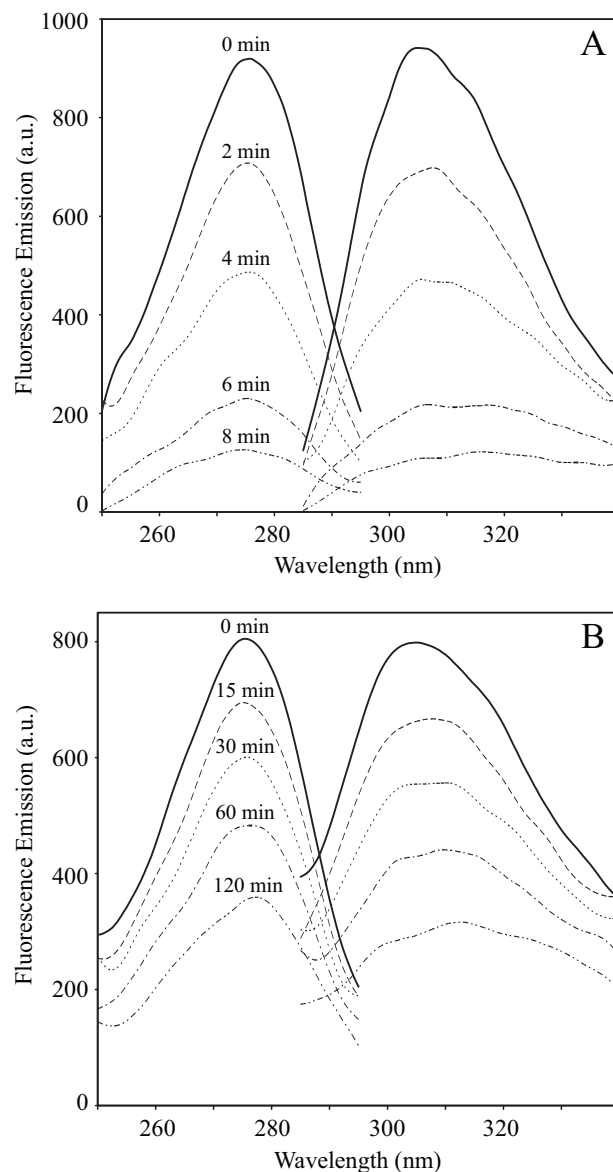 A
1000
800
600
400
200
0
Fluorescence Emission (a.u.)
0 min
2 min
4 min
6 min
8 min
260
280
300
320
Wavelength (nm)
B
800
600
400
200
0
Fluorescence Emission (a.u.)
0 min
15 min
30 min
60 min
120 min
260
280
300
320
Wavelength (nm)